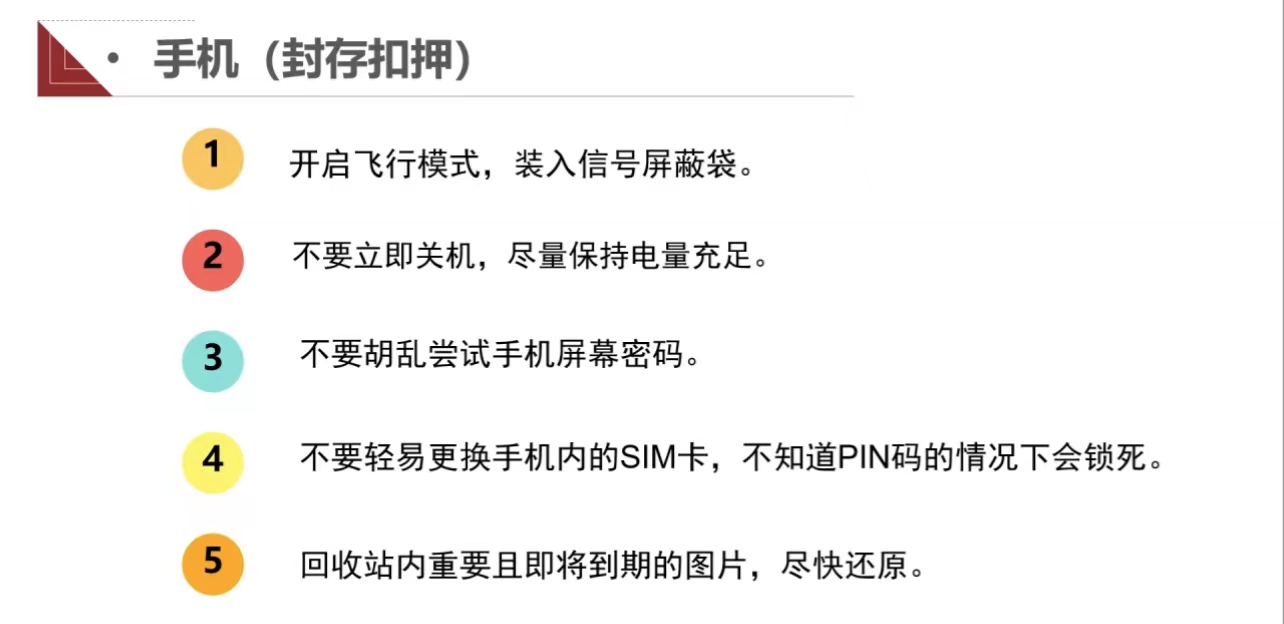 • 手机（封存扣押）
1 开启飞行模式，装入信号屏蔽袋。
2 不要立即关机，尽量保持电量充足。
3 不要胡乱尝试手机屏幕密码。
4 不要轻易更换手机内的SIM卡，不知道PIN码的情况下会锁死。
5 回收站内重要且即将到期的图片，尽快还原。